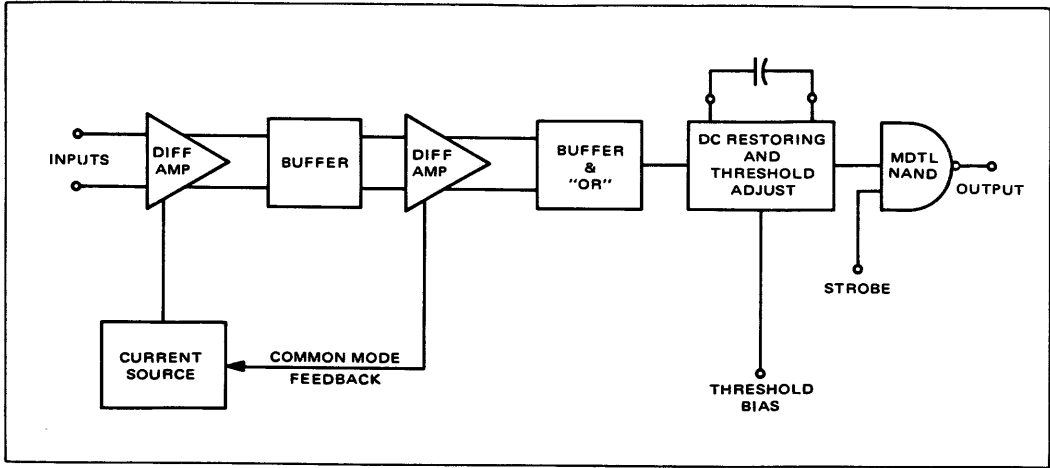 INPUTS
DIFF
AMP
BUFFER
DIFF
AMP
BUFFER
&
"OR"
DC RESTORING
AND
THRESHOLD
ADJUST
MDTL
NAND
OUTPUT
STROBE
CURRENT
SOURCE
COMMON MODE
FEEDBACK
THRESHOLD
BIAS